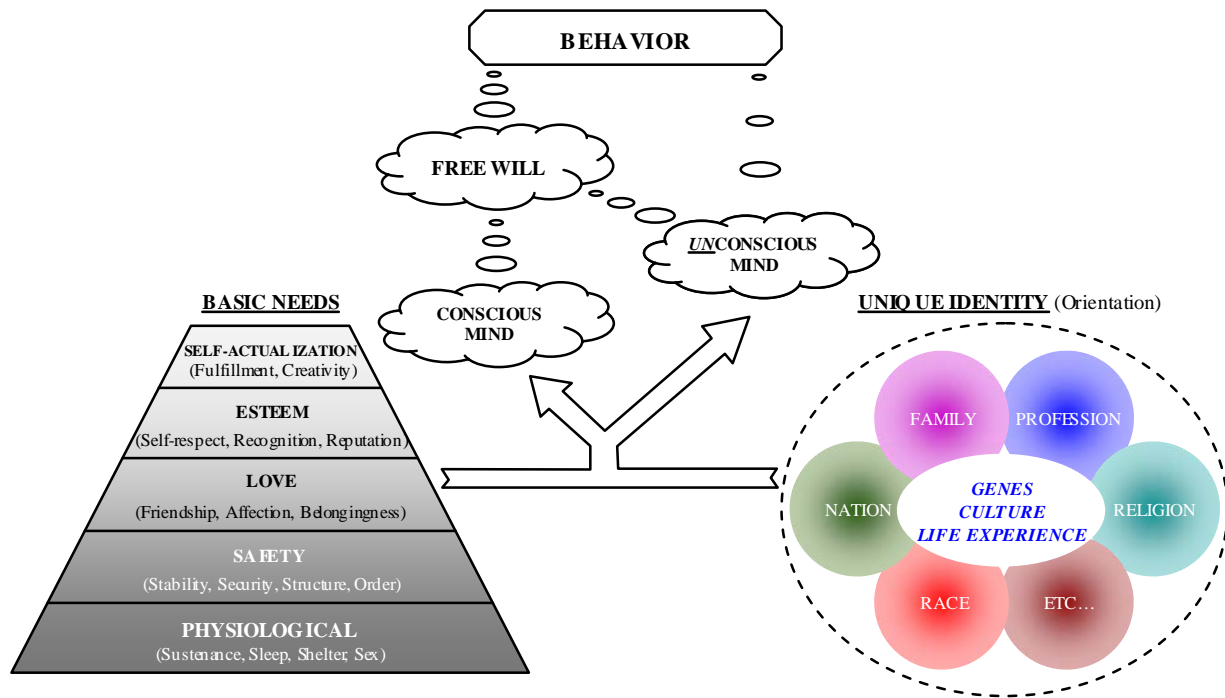 BEHAVIOR
FREE WILL
UNCONSCIOUS
MIND
CONSCIOUS
MIND
BASIC NEEDS
SELF-ACTUALIZATION
(Fulfillment, Creativity)
ESTEEM
(Self-respect, Recognition, Reputation)
LOVE
(Friendship, Affection, Belongingness)
SAFETY
(Stability, Security, Structure, Order)
PHYSIOLOGICAL
(Sustenance, Sleep, Shelter, Sex)
UNIQUE IDENTITY (Orientation)
FAMILY
PROFESSION
NATION
GENES
CULTURE
LIFE EXPERIENCE
RELIGION
RACE
ETC…